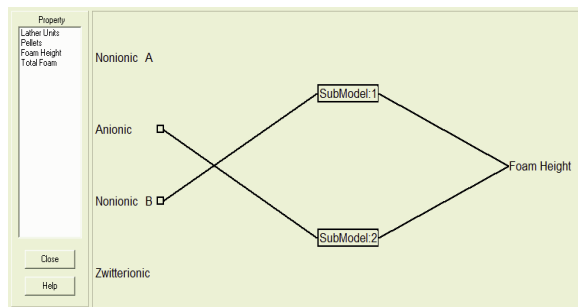 Property
Lather Units
Pellets
Foam Height
Total Foam
Close
Help
Nonionic A
Anionic
Nonionic B
Zwitterionic
SubModel:1
SubModel:2
Foam Height